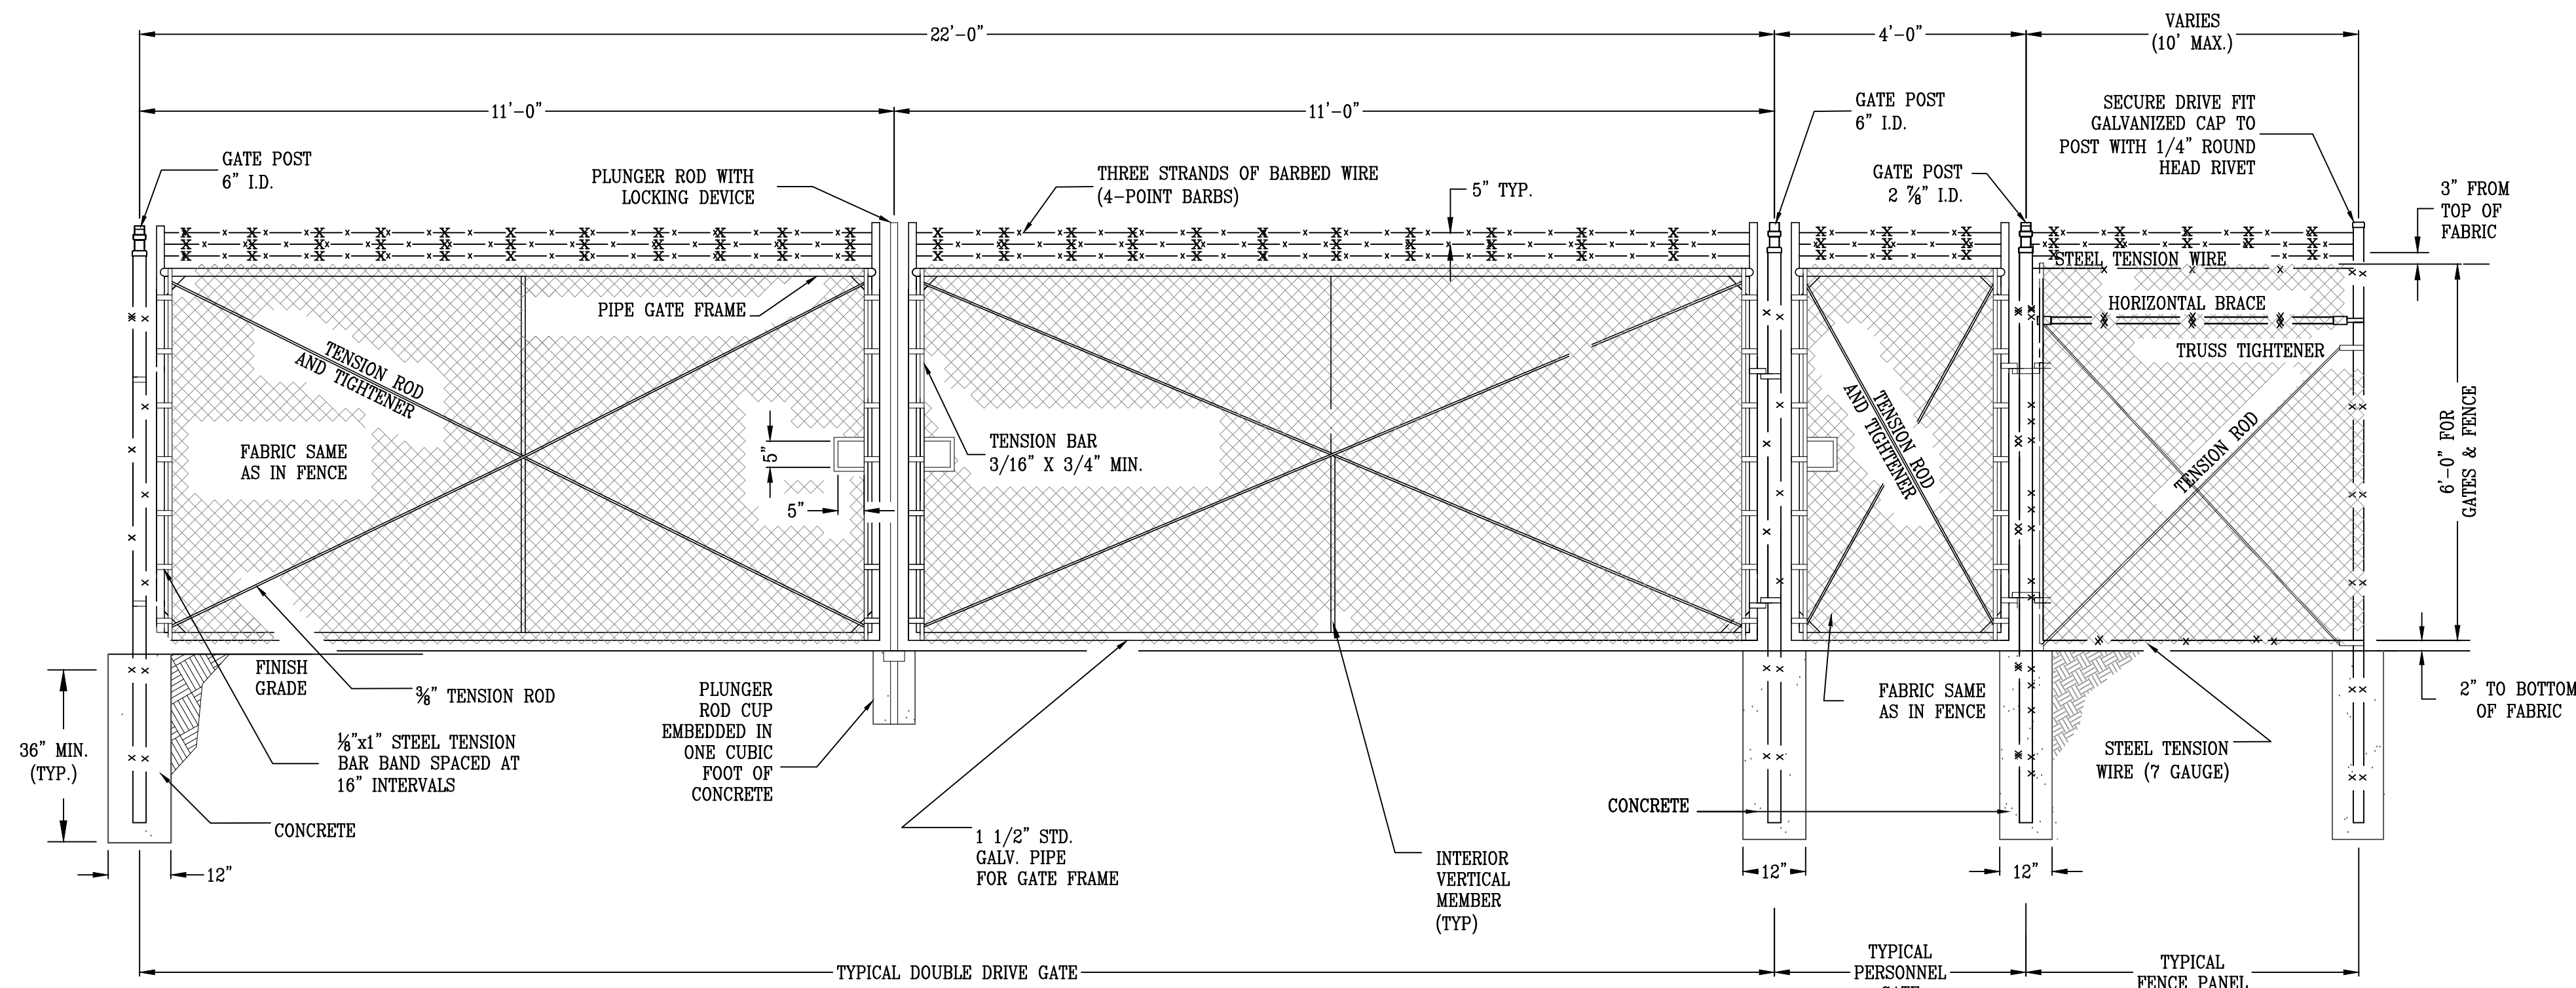 22'-0"
4'-0"
VARIES
(10' MAX.)
11'-0"
11'-0"
GATE POST
6" I.D.
SECURE DRIVE FIT
GALVANIZED CAP TO
POST WITH 1/4" ROUND
HEAD RIVET
GATE POST
6" I.D.
PLUNGER ROD WITH
LOCKING DEVICE
THREE STRANDS OF BARBED WIRE
(4-POINT BARBS)
5" TYP.
GATE POST
2 ⅞" I.D.
3" FROM
TOP OF
FABRIC
STEEL TENSION WIRE
PIPE GATE FRAME
HORIZONTAL BRACE
TRUSS TIGHTENER
TENSION ROD
AND TIGHTENER
FABRIC SAME
AS IN FENCE
5"
5"
TENSION BAR
3/16" X 3/4" MIN.
TENSION ROD
AND TIGHTENER
TENSION ROD
6'-0" FOR
GATES & FENCE
FINISH
GRADE
⅜" TENSION ROD
36" MIN.
(TYP.)
⅛"x1" STEEL TENSION
BAR BAND SPACED AT
16" INTERVALS
CONCRETE
12"
PLUNGER
ROD CUP
EMBEDDED IN
ONE CUBIC
FOOT OF
CONCRETE
1 1/2" STD.
GALV. PIPE
FOR GATE FRAME
INTERIOR
VERTICAL
MEMBER
(TYP)
CONCRETE
FABRIC SAME
AS IN FENCE
STEEL TENSION
WIRE (7 GAUGE)
2" TO BOTTOM
OF FABRIC
12"
12"
TYPICAL DOUBLE DRIVE GATE
TYPICAL
PERSONNEL
TYPICAL
FENCE PANEL